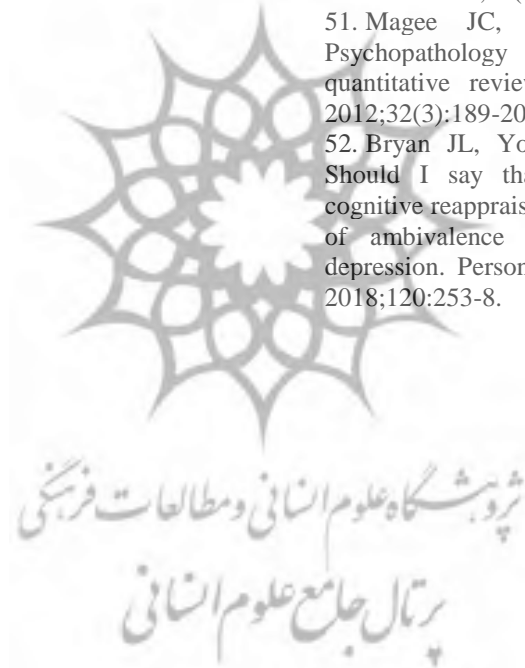 51. Magee JC,
Psychopathology
quantitative review
2012;32(3):189-20
52. Bryan JL, Yo
Should I say tha
cognitive reapprais
of ambivalence
depression. Person
2018;120:253-8.
پژوهشگاه علوم انسانی و مطالعات فرهنگی
پرتال جامع علوم انسانی